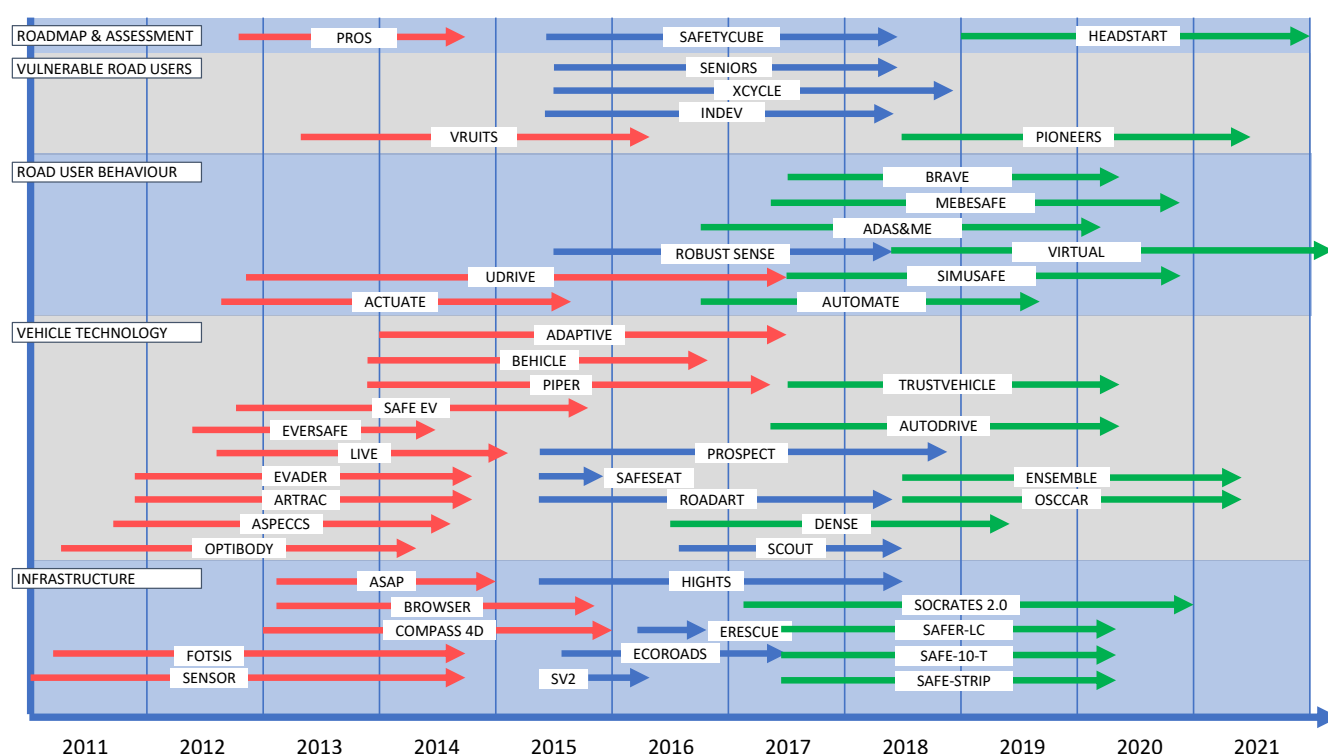 ROADMAP & ASSESSMENT
PROS
SAFETYCUBE
HEADSTART
VULNERABLE ROAD USERS
SENIORS
XCYCLE
INDEV
VRUITS
PIONEERS
ROAD USER BEHAVIOUR
BRAVE
MEBESAFE
ADAS&ME
ROBUST SENSE
VIRTUAL
UDRIVE
SIMUSAFE
ACTUATE
AUTOMATE
VEHICLE TECHNOLOGY
ADAPTIVE
BEHICLE
PIPER
TRUSTVEHICLE
SAFE EV
EVERSAFE
AUTODRIVE
LIVE
PROSPECT
EVADER
SAFESEAT
ENSEMBLE
ARTRAC
ROADART
OSCCAR
ASPECCS
DENSE
OPTIBODY
SCOUT
INFRASTRUCTURE
ASAP
HIGHTS
BROWSER
SOCRATES 2.0
COMPASS 4D
ERESCUE
SAFER-LC
FOTSIS
ECOROADS
SAFE-10-T
SENSOR
SV2
SAFE-STRIP
2011 2012 2013 2014 2015 2016 2017 2018 2019 2020 2021